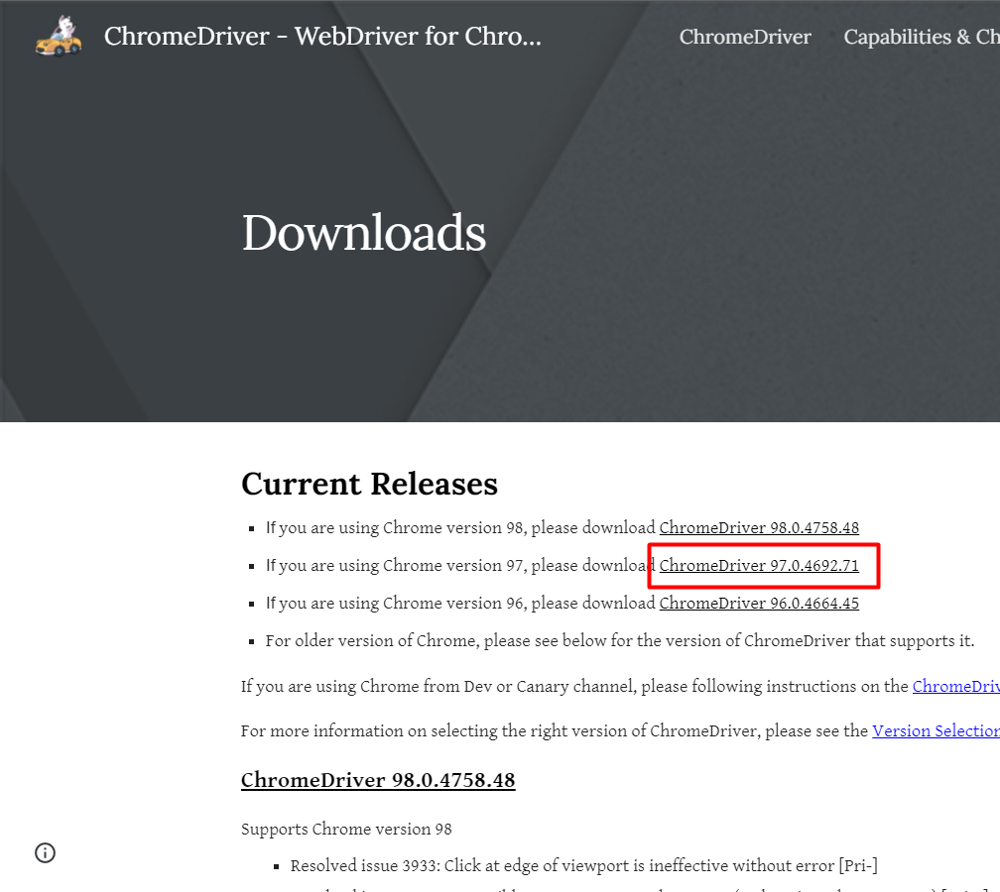 ChromeDriver - WebDriver for Chro...
ChromeDriver
Capabilities & Ch
Downloads
Current Releases
If you are using Chrome version 98, please download ChromeDriver 98.0.4758.48
If you are using Chrome version 97, please download ChromeDriver 97.0.4692.71
If you are using Chrome version 96, please download ChromeDriver 96.0.4664.45
For older version of Chrome, please see below for the version of ChromeDriver that supports it.
If you are using Chrome from Dev or Canary channel, please following instructions on the ChromeDriv
For more information on selecting the right version of ChromeDriver, please see the Version Selection
ChromeDriver 98.0.4758.48
Supports Chrome version 98
Resolved issue 3933: Click at edge of viewport is ineffective without error [Pri-]